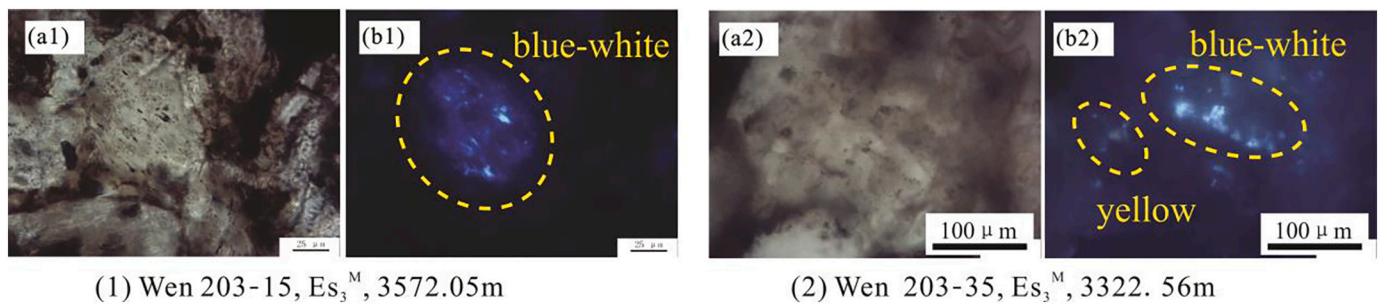 (a1)
(b1)
blue-white
25 μm
25 μm
(a2)
(b2)
blue-white
yellow
100 μm
100 μm
(1) Wen 203-15, Es₃ᴹ, 3572.05m
(2) Wen 203-35, Es₃ᴹ, 3322. 56m